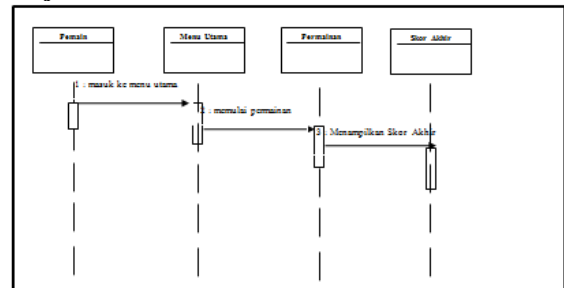 Pemain
Menu Utama
Permainan
Skor Akhir
1 : masuk ke menu utama
2 : memulai permainan
3 : Menampilkan Skor Akhir